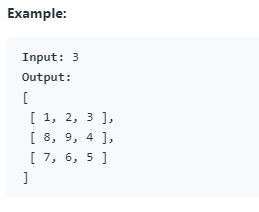 Example:
Input: 3
Output:
[
 [ 1, 2, 3 ],
 [ 8, 9, 4 ],
 [ 7, 6, 5 ]
]